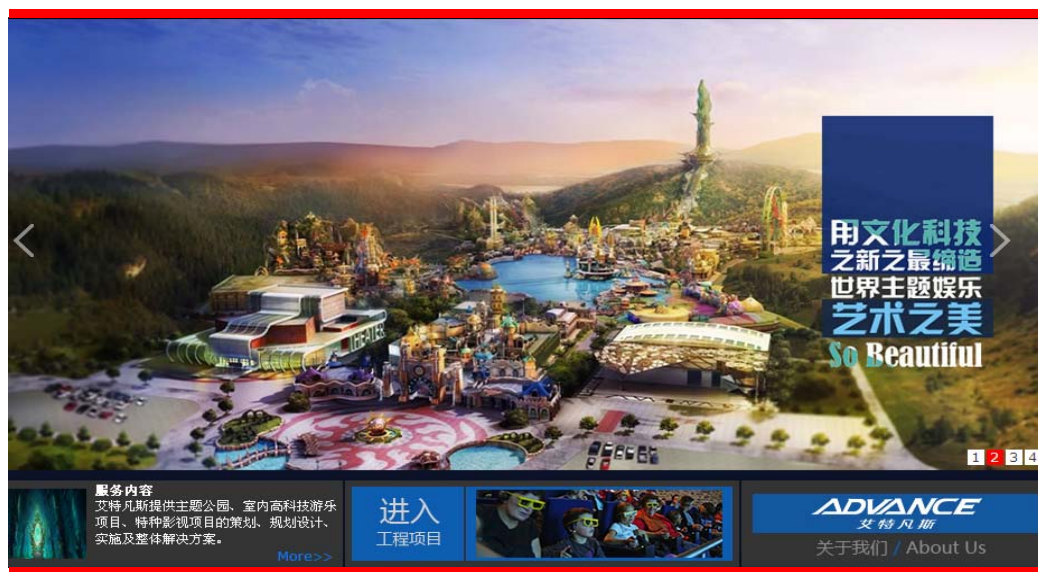 用文化科技
之新之最缔造
世界主题娱乐
艺术之美
So Beautiful
THEATER
1 2 3 4
服务内容
艾特凡斯提供主题公园、室内高科技游乐
项目、特种影视项目的策划、规划设计、
实施及整体解决方案。
More>>
进入
工程项目
ADVANCE
艾特凡斯
关于我们 / About Us